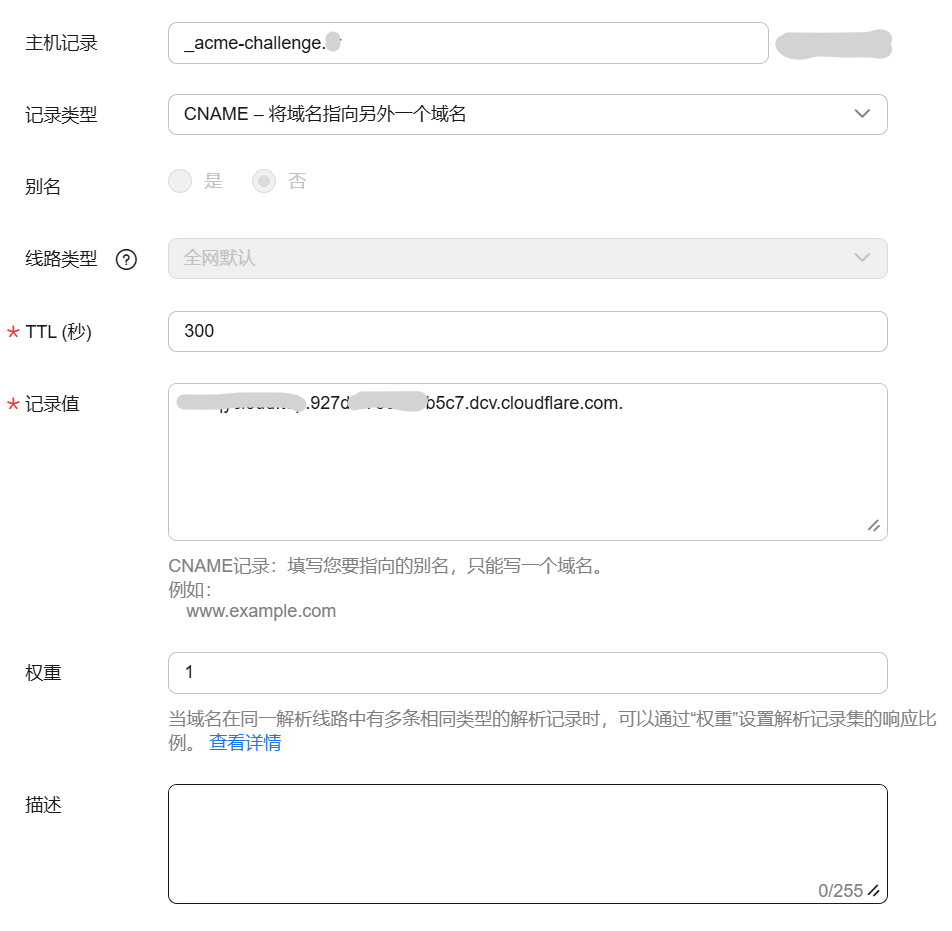 主机记录
_acme-challenge.
记录类型
CNAME – 将域名指向另外一个域名
别名
是 否
线路类型 ?
全网默认
* TTL (秒)
300
* 记录值
.927d b5c7.dcv.cloudflare.com.
CNAME记录：填写您要指向的别名，只能写一个域名。
例如：
www.example.com
权重
1
当域名在同一解析线路中有多条相同类型的解析记录时，可以通过“权重”设置解析记录集的响应比
例。 查看详情
描述
0/255